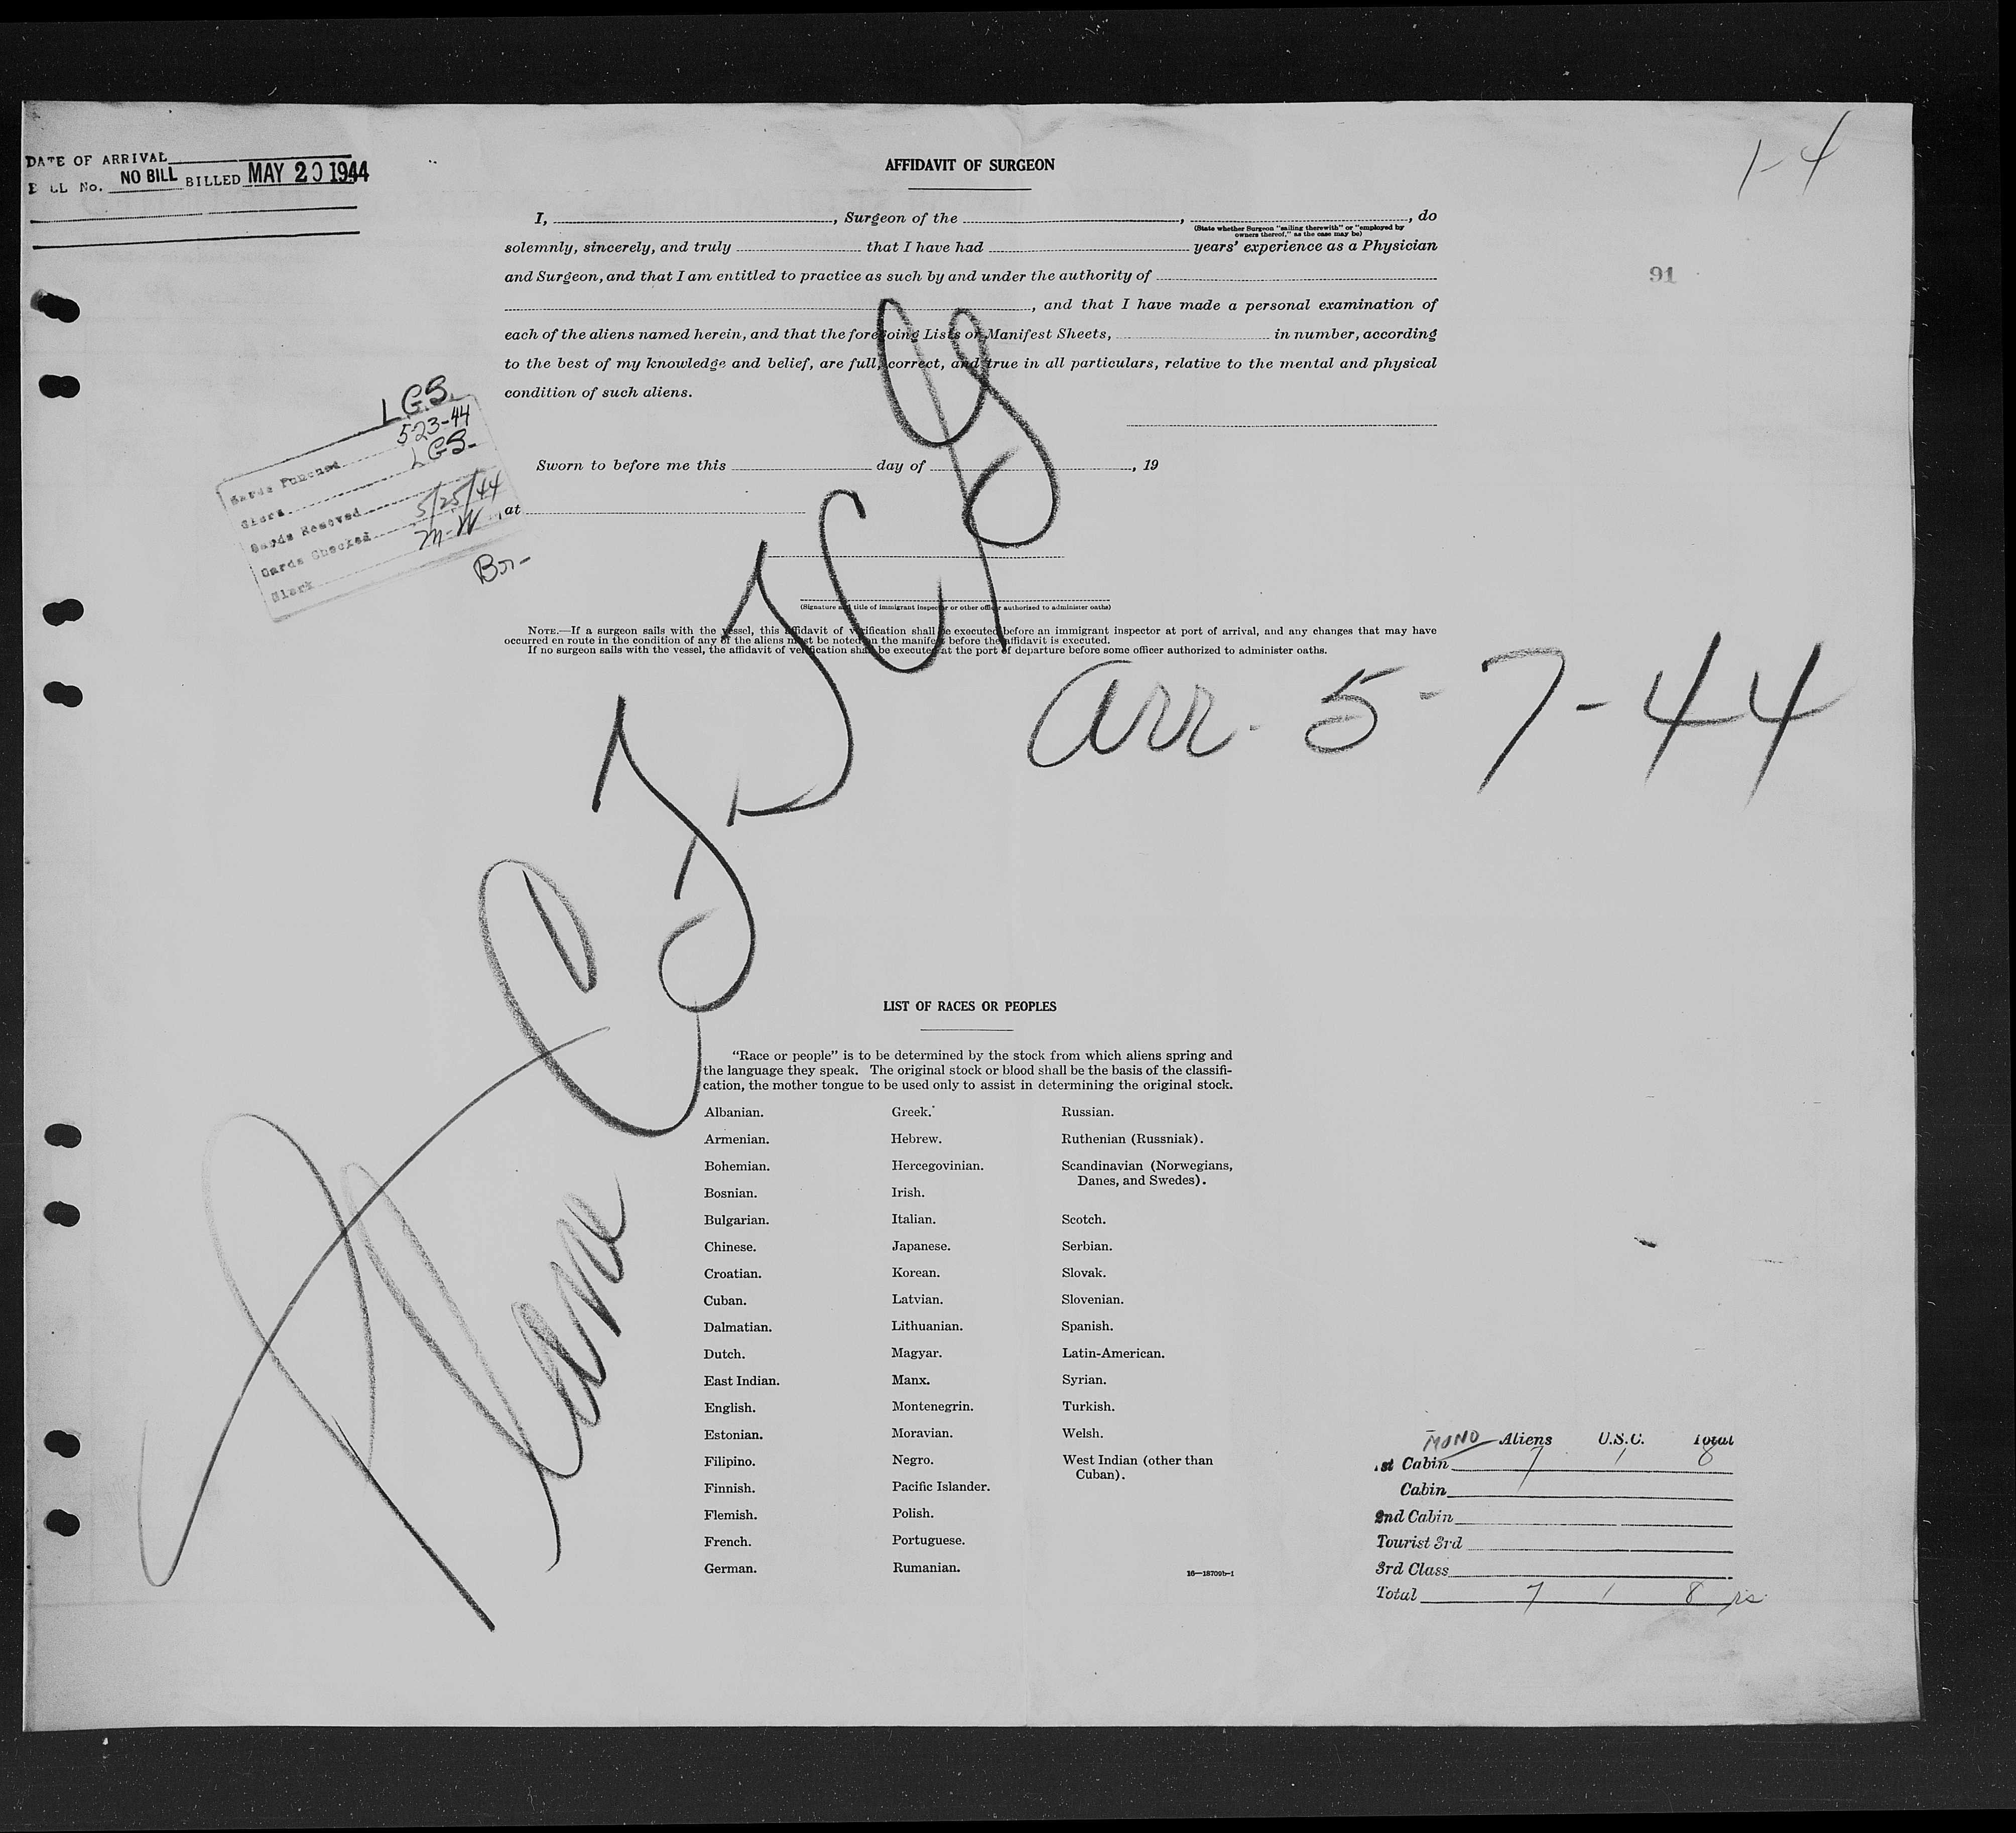 DATE OF ARRIVAL
BILL No. NO BILL BILLED MAY 20 1944
1-4
91
AFFIDAVIT OF SURGEON
I, , Surgeon of the , , do
(State whether Surgeon "sailing therewith" or "employed by
owners thereof," as the case may be)
solemnly, sincerely, and truly that I have had years' experience as a Physician
and Surgeon, and that I am entitled to practice as such by and under the authority of
, and that I have made a personal examination of
each of the aliens named herein, and that the foregoing Lists or Manifest Sheets, in number, according
to the best of my knowledge and belief, are full, correct, and true in all particulars, relative to the mental and physical
condition of such aliens.
Sworn to before me this day of , 19
at
(Signature and title of immigrant inspector or other officer authorized to administer oaths)
NOTE.—If a surgeon sails with the vessel, this affidavit of verification shall be executed before an immigrant inspector at port of arrival, and any changes that may have
occurred en route in the condition of any of the aliens must be noted on the manifest before the affidavit is executed.
If no surgeon sails with the vessel, the affidavit of verification shall be executed at the port of departure before some officer authorized to administer oaths.
LGB.
Cards Punched 5-23-44
Clerk LGB-
Cards Removed 5/25/44
Cards Checked M-W
Clerk
Plane
arr. 5-7-44
LIST OF RACES OR PEOPLES
"Race or people" is to be determined by the stock from which aliens spring and
the language they speak. The original stock or blood shall be the basis of the classifi-
cation, the mother tongue to be used only to assist in determining the original stock.
Albanian. Greek. Russian.
Armenian. Hebrew. Ruthenian (Russniak).
Bohemian. Hercegovinian. Scandinavian (Norwegians,
Danes, and Swedes).
Bosnian. Irish.
Bulgarian. Italian. Scotch.
Chinese. Japanese. Serbian.
Croatian. Korean. Slovak.
Cuban. Latvian. Slovenian.
Dalmatian. Lithuanian. Spanish.
Dutch. Magyar. Latin-American.
East Indian. Manx. Syrian.
English. Montenegrin. Turkish.
Estonian. Moravian. Welsh.
Filipino. Negro. West Indian (other than
Cuban).
Finnish. Pacific Islander.
Flemish. Polish.
French. Portuguese.
German. Rumanian.
16—18709b-1
MONO Aliens U.S.C. Total
1st Cabin 7 1 8
Cabin
2nd Cabin
Tourist 3rd
3rd Class
Total 7 1 8